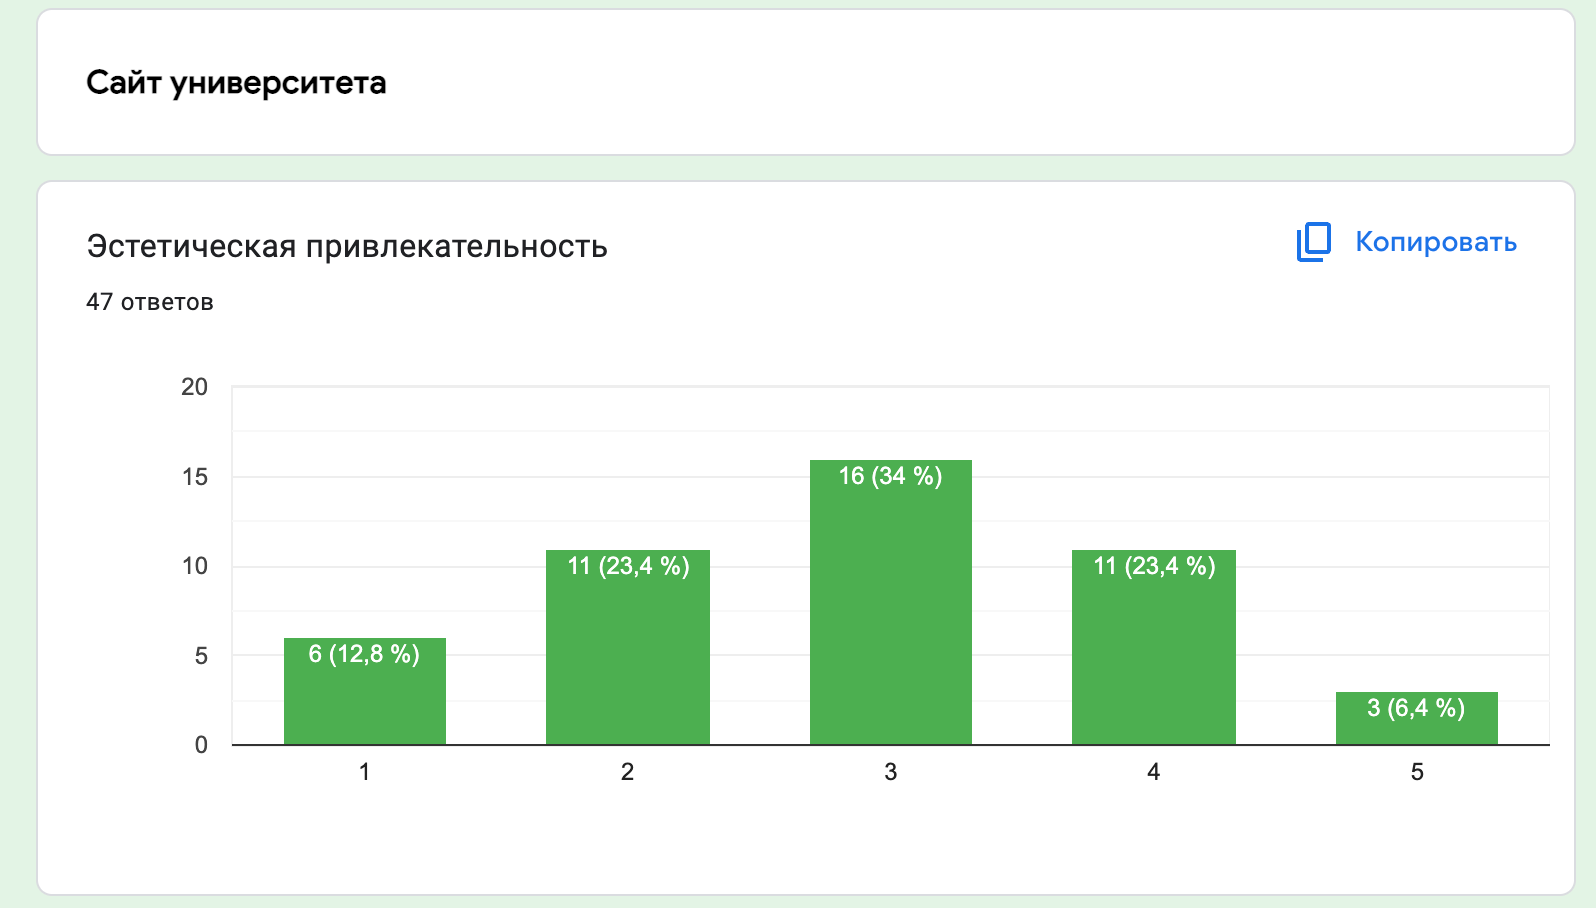 Сайт университета
Эстетическая привлекательность
Копировать
47 ответов
20
15
10
5
0
6 (12,8 %)
11 (23,4 %)
16 (34 %)
11 (23,4 %)
3 (6,4 %)
1
2
3
4
5